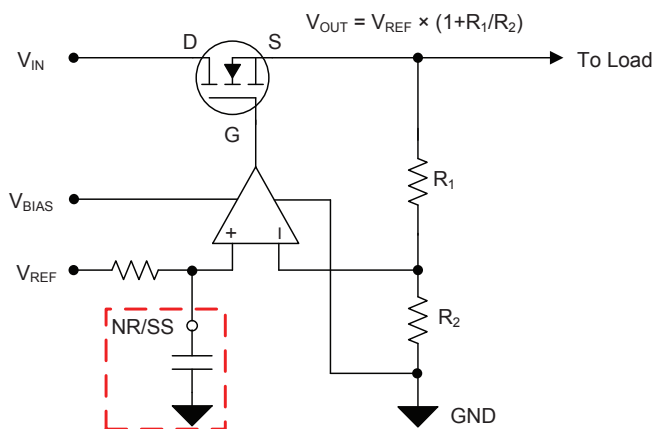 V_OUT = V_REF × (1+R_1/R_2)
D
S
V_IN
To Load
G
R_1
V_BIAS
+
–
V_REF
NR/SS
R_2
GND